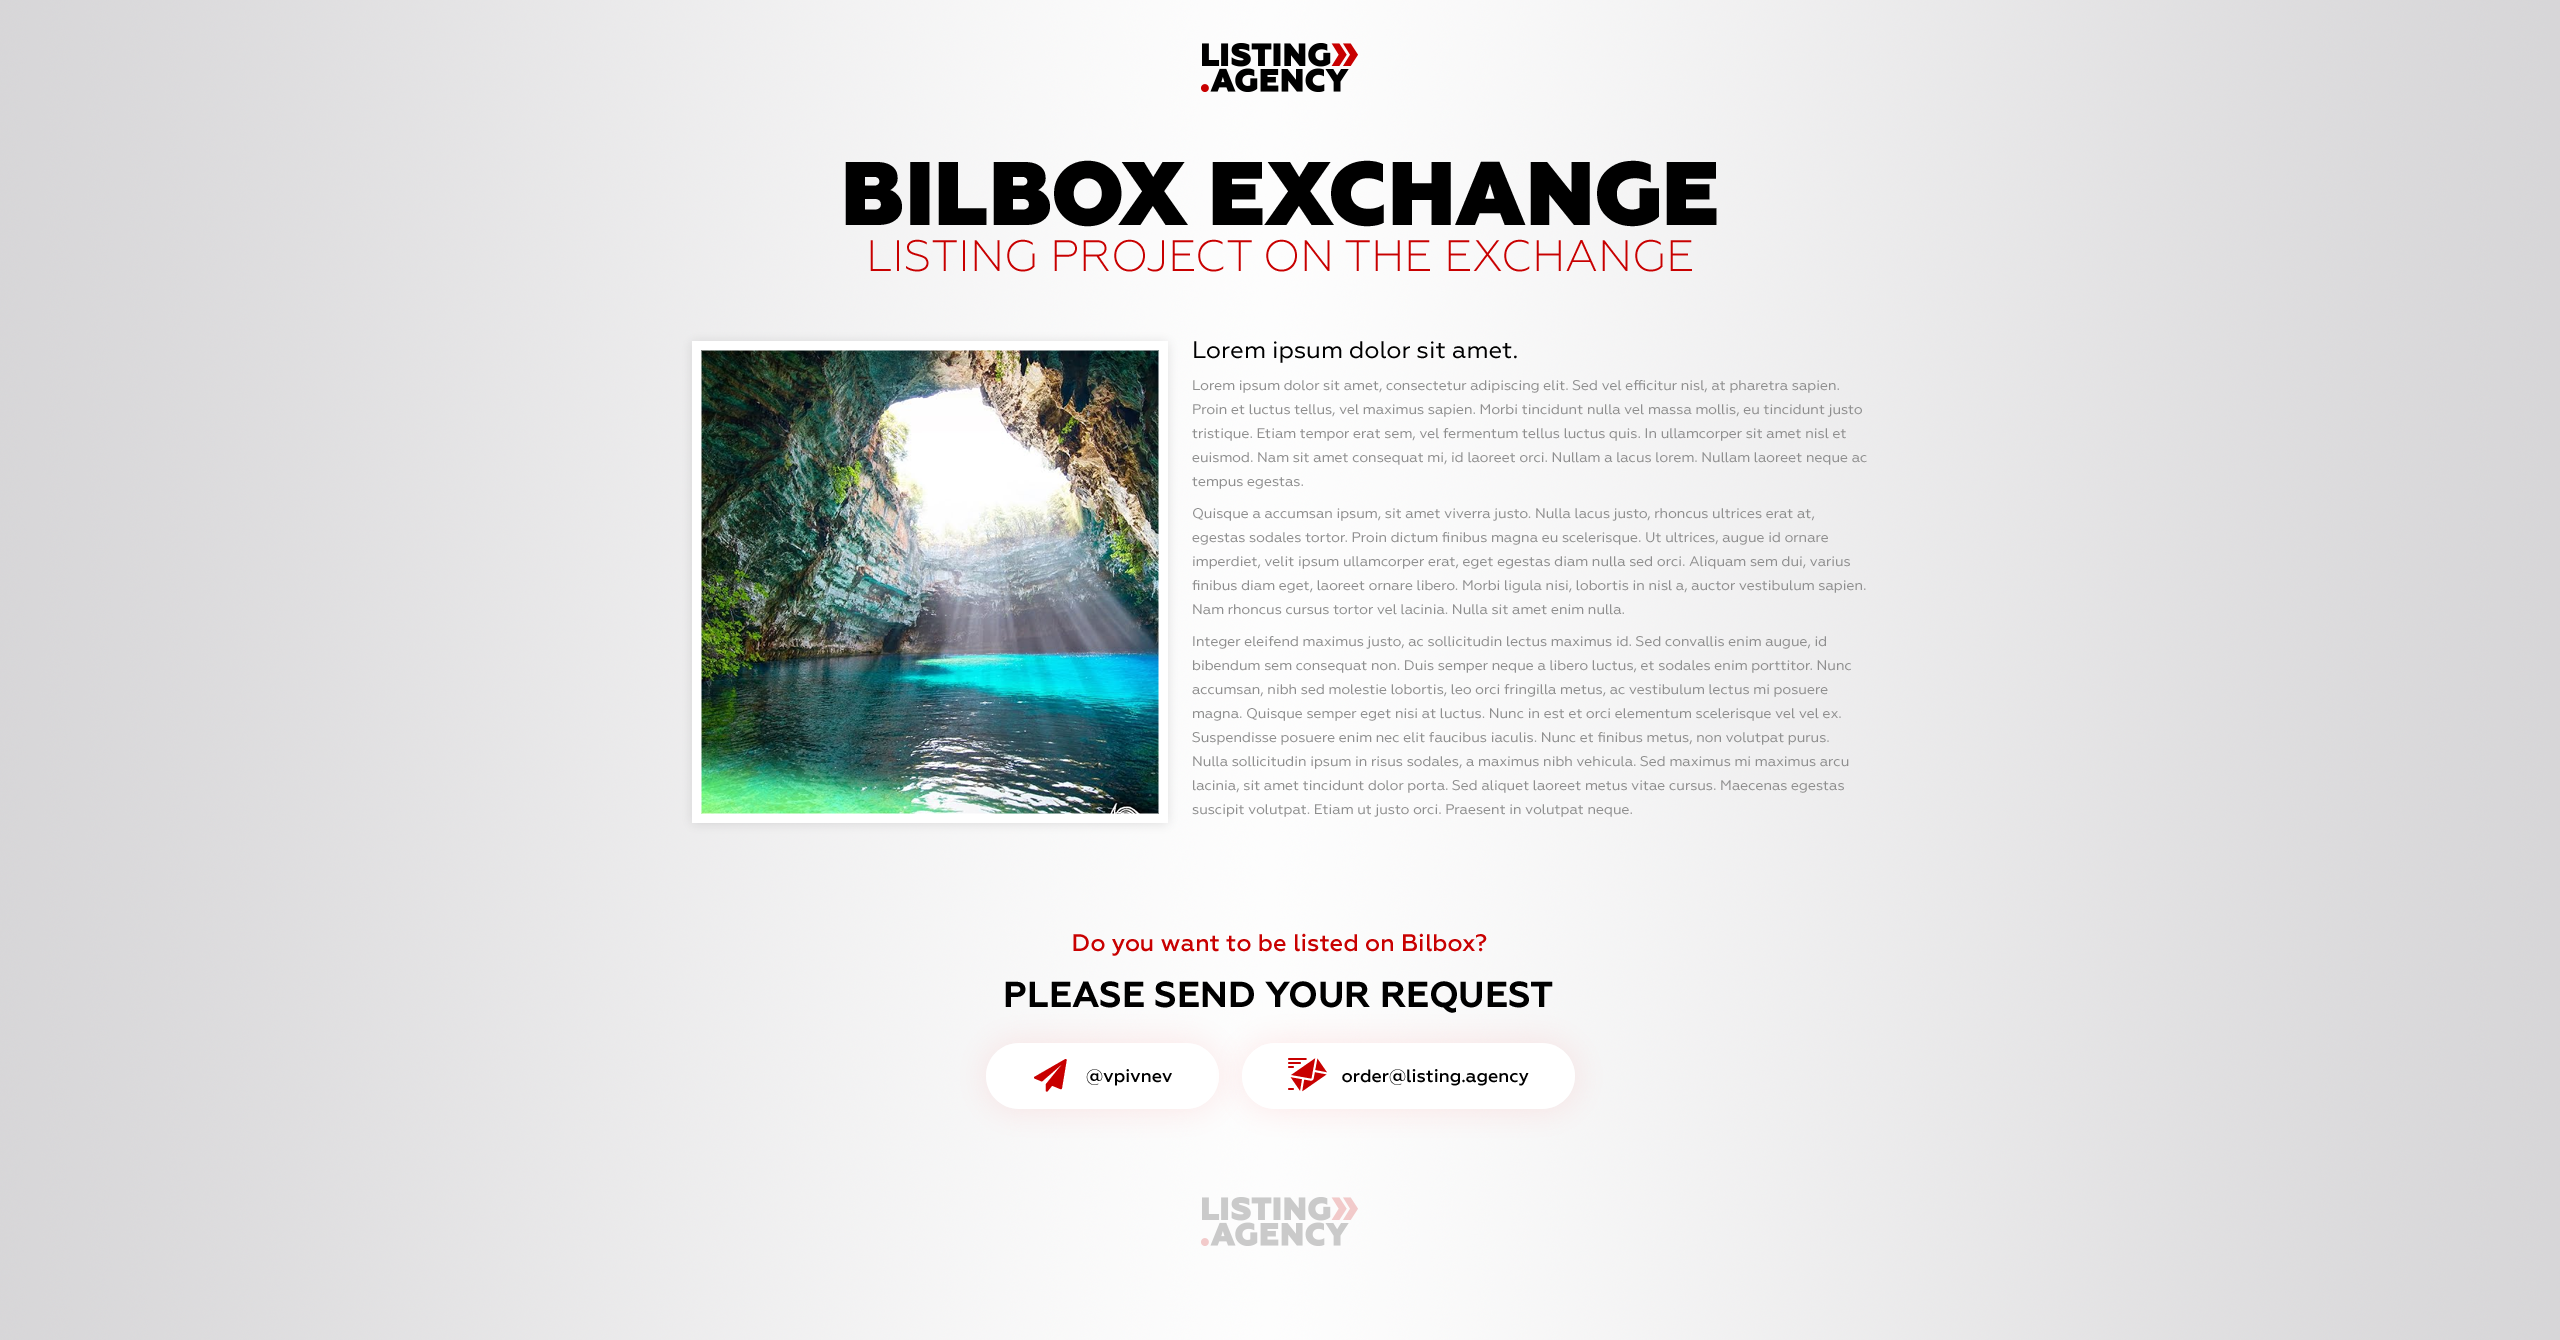 LISTING
.AGENCY
BILBOX EXCHANGE
LISTING PROJECT ON THE EXCHANGE
Lorem ipsum dolor sit amet.
Lorem ipsum dolor sit amet, consectetur adipiscing elit. Sed vel efficitur nisl, at pharetra sapien.
Proin et luctus tellus, vel maximus sapien. Morbi tincidunt nulla vel massa mollis, eu tincidunt justo
tristique. Etiam tempor erat sem, vel fermentum tellus luctus quis. In ullamcorper sit amet nisl et
euismod. Nam sit amet consequat mi, id laoreet orci. Nullam a lacus lorem. Nullam laoreet neque ac
tempus egestas.
Quisque a accumsan ipsum, sit amet viverra justo. Nulla lacus justo, rhoncus ultrices erat at,
egestas sodales tortor. Proin dictum finibus magna eu scelerisque. Ut ultrices, augue id ornare
imperdiet, velit ipsum ullamcorper erat, eget egestas diam nulla sed orci. Aliquam sem dui, varius
finibus diam eget, laoreet ornare libero. Morbi ligula nisi, lobortis in nisl a, auctor vestibulum sapien.
Nam rhoncus cursus tortor vel lacinia. Nulla sit amet enim nulla.
Integer eleifend maximus justo, ac sollicitudin lectus maximus id. Sed convallis enim augue, id
bibendum sem consequat non. Duis semper neque a libero luctus, et sodales enim porttitor. Nunc
accumsan, nibh sed molestie lobortis, leo orci fringilla metus, ac vestibulum lectus mi posuere
magna. Quisque semper eget nisi at luctus. Nunc in est et orci elementum scelerisque vel vel ex.
Suspendisse posuere enim nec elit faucibus iaculis. Nunc et finibus metus, non volutpat purus.
Nulla sollicitudin ipsum in risus sodales, a maximus nibh vehicula. Sed maximus mi maximus arcu
lacinia, sit amet tincidunt dolor porta. Sed aliquet laoreet metus vitae cursus. Maecenas egestas
suscipit volutpat. Etiam ut justo orci. Praesent in volutpat neque.
Do you want to be listed on Bilbox?
PLEASE SEND YOUR REQUEST
@vpivnev
order@listing.agency
LISTING
.AGENCY